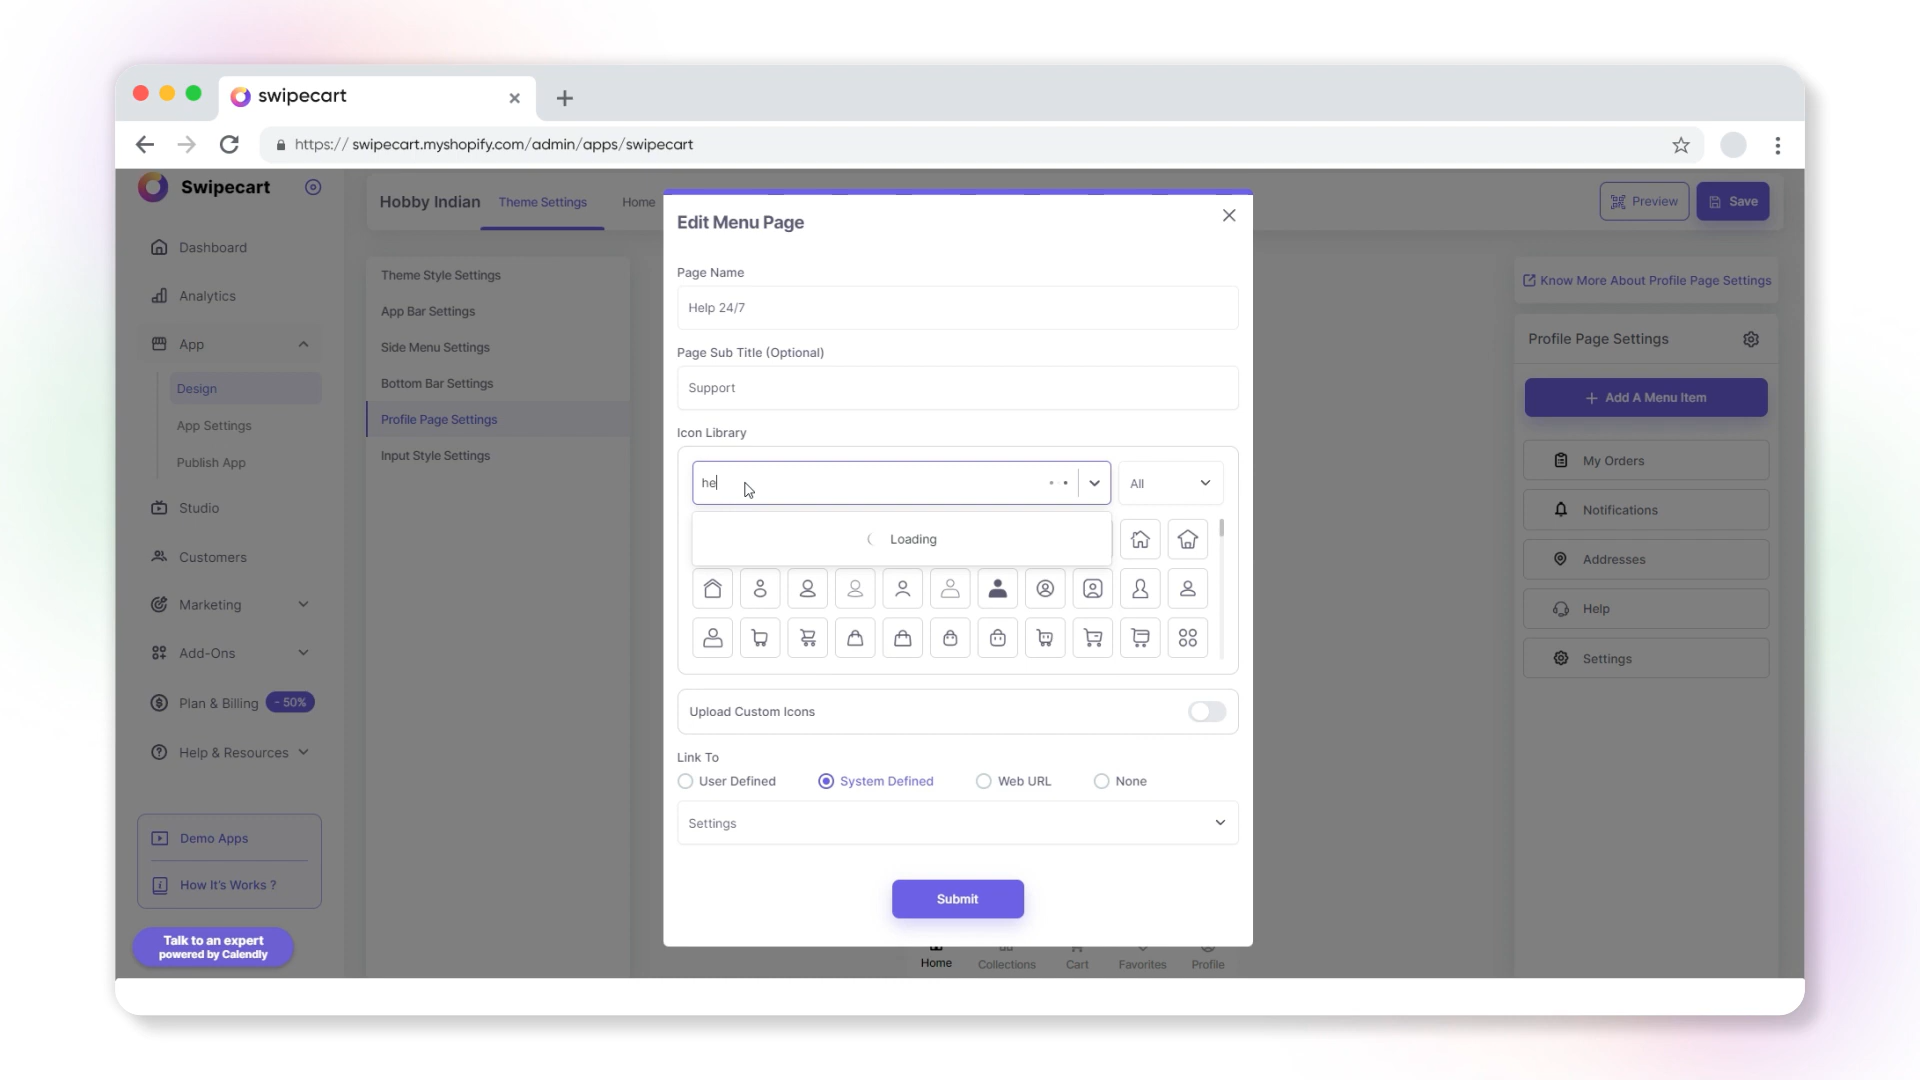 swipecart
https:// swipecart.myshopify.com/admin/apps/swipecart
Swipecart
Dashboard
Analytics
App
Design
App Settings
Publish App
Studio
Customers
Marketing
Add-Ons
Plan & Billing
- 50%
Help & Resources
Demo Apps
How It's Works ?
Talk to an expert
powered by Calendly
Hobby Indian
Theme Settings
Home
Preview
Save
Theme Style Settings
App Bar Settings
Side Menu Settings
Bottom Bar Settings
Profile Page Settings
Input Style Settings
Edit Menu Page
Page Name
Help 24/7
Page Sub Title (Optional)
Support
Icon Library
he
All
Loading
Upload Custom Icons
Link To
User Defined
System Defined
Web URL
None
Settings
Submit
Home
Collections
Cart
Favorites
Profile
Know More About Profile Page Settings
Profile Page Settings
Add A Menu Item
My Orders
Notifications
Addresses
Help
Settings